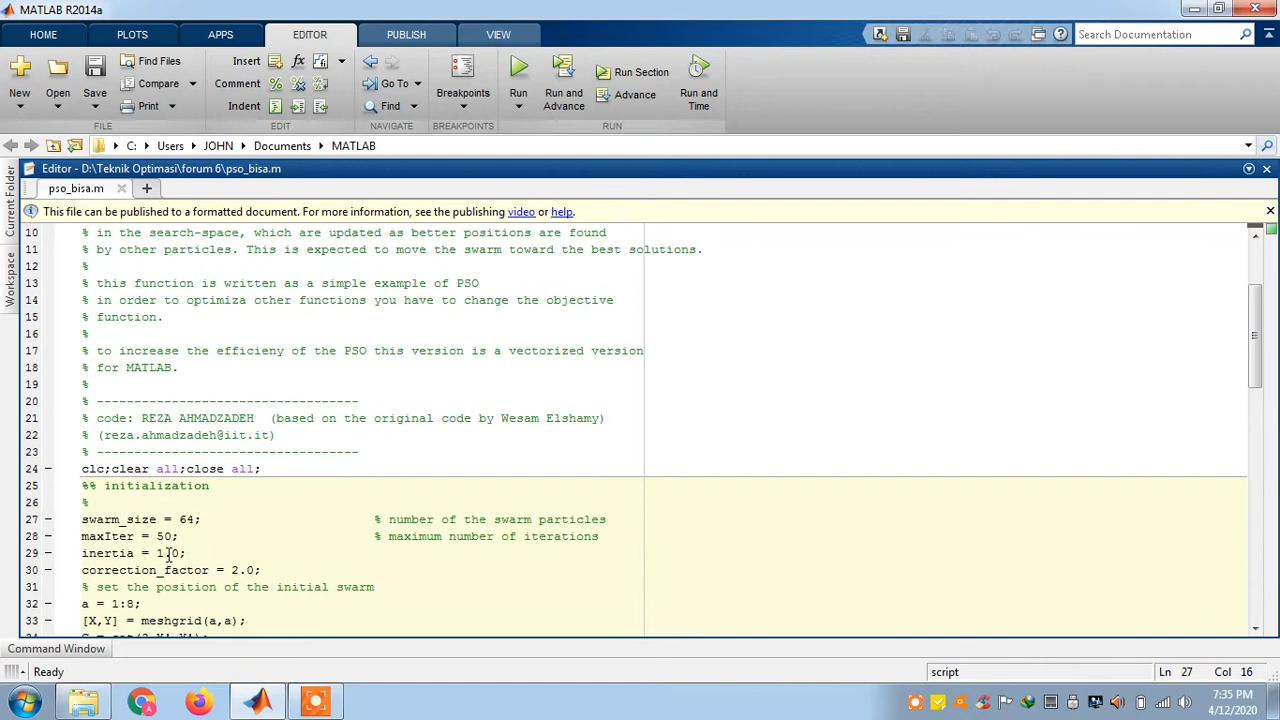 MATLAB R2014a
HOME PLOTS APPS EDITOR PUBLISH VIEW Search Documentation
Find Files Insert
Compare Comment Go To Run Section
Print Indent Find Advance
New Open Save Breakpoints Run Run and Advance Run and Time
FILE EDIT NAVIGATE BREAKPOINTS RUN
C: Users JOHN Documents MATLAB
Current Folder
Workspace
Editor - D:\Teknik Optimasi\forum 6\pso_bisa.m
pso_bisa.m
This file can be published to a formatted document. For more information, see the publishing video or help.
10 % in the search-space, which are updated as better positions are found
11 % by other particles. This is expected to move the swarm toward the best solutions.
12 %
13 % this function is written as a simple example of PSO
14 % in order to optimiza other functions you have to change the objective
15 % function.
16 %
17 % to increase the efficieny of the PSO this version is a vectorized version
18 % for MATLAB.
19 %
20 % ----------------------------------
21 % code: REZA AHMADZADEH (based on the original code by Wesam Elshamy)
22 % (reza.ahmadzadeh@iit.it)
23 % ----------------------------------
24 clc;clear all;close all;
25 %% initialization
26 %
27 swarm_size = 64; % number of the swarm particles
28 maxIter = 50; % maximum number of iterations
29 inertia = 1.0;
30 correction_factor = 2.0;
31 % set the position of the initial swarm
32 a = 1:8;
33 [X,Y] = meshgrid(a,a);
Command Window
Ready script Ln 27 Col 16
7:35 PM
4/12/2020